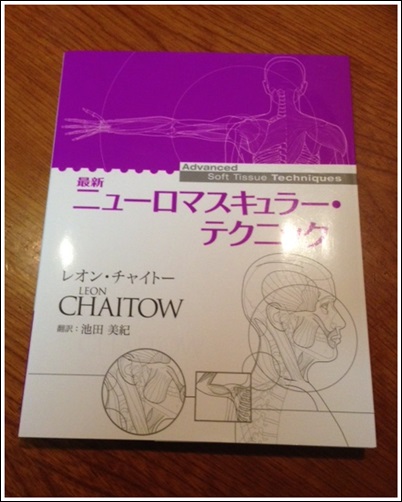 Advanced
Soft Tissue Techniques
最新
ニューロマスキュラー・
テクニック
レオン・チャイトー
LEON
CHAITOW
翻訳：池田 美紀